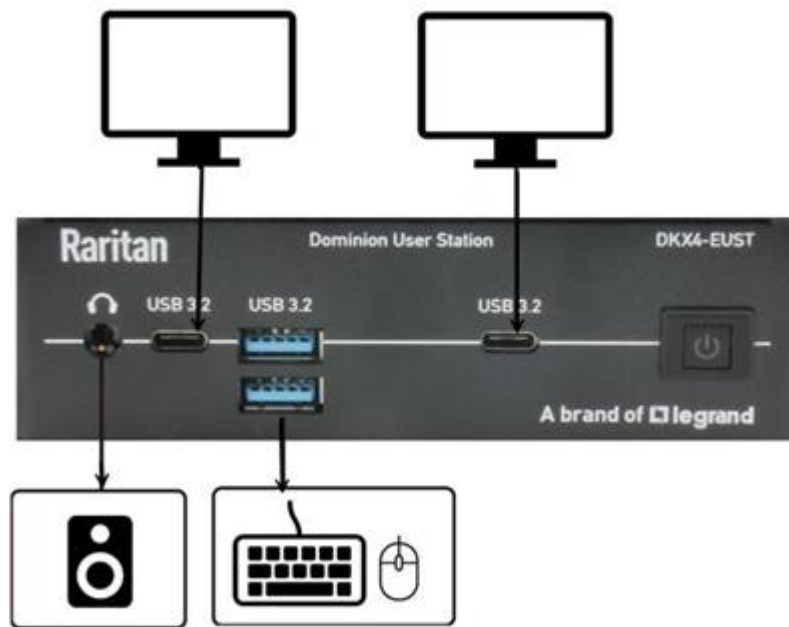 Raritan
Dominion User Station
DKX4-EUST
USB 3.2
USB 3.2
USB 3.2
A brand of legrand